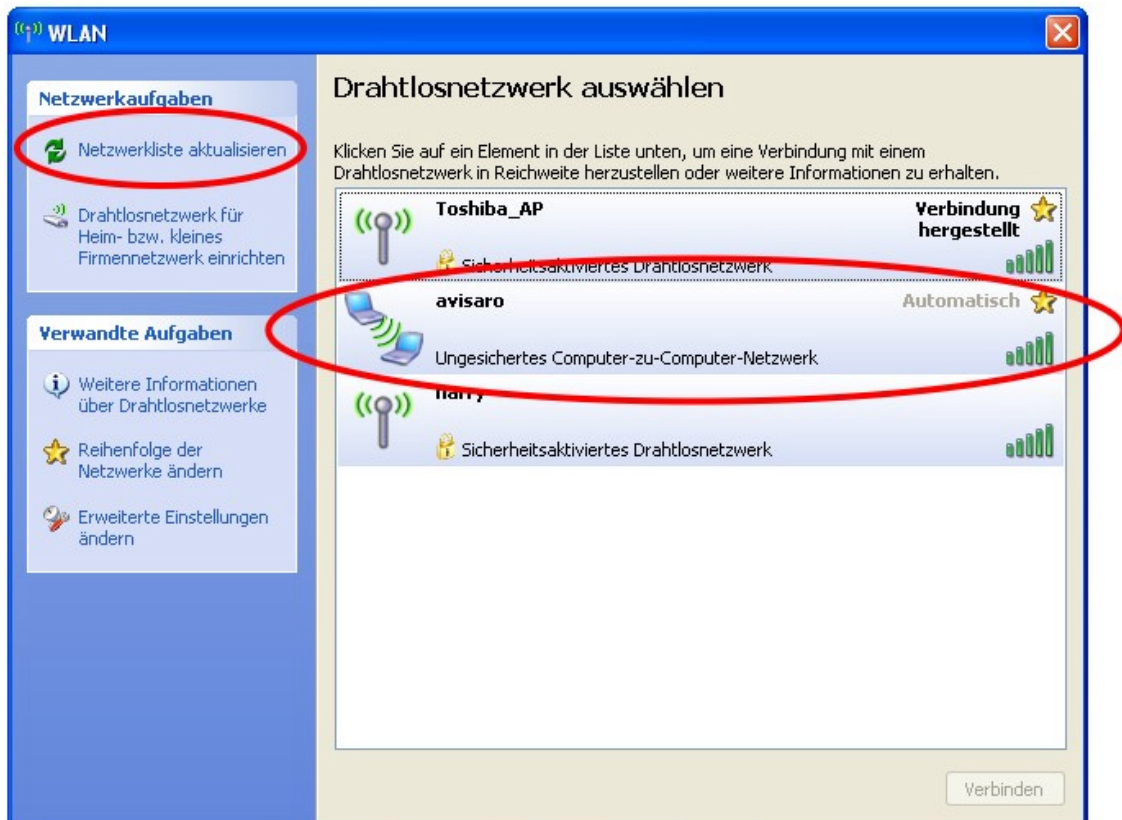 WLAN
Netzwerkaufgaben
Netzwerkliste aktualisieren
Drahtlosnetzwerk für
Heim- bzw. kleines
Firmennetzwerk einrichten
Verwandte Aufgaben
Weitere Informationen
über Drahtlosnetzwerke
Reihenfolge der
Netzwerke ändern
Erweiterte Einstellungen
ändern
Drahtlosnetzwerk auswählen
Klicken Sie auf ein Element in der Liste unten, um eine Verbindung mit einem
Drahtlosnetzwerk in Reichweite herzustellen oder weitere Informationen zu erhalten.
Toshiba_AP
Verbindung
hergestellt
Sicherheitsaktiviertes Drahtlosnetzwerk
avisaro
Automatisch
Ungesichertes Computer-zu-Computer-Netzwerk
harry
Sicherheitsaktiviertes Drahtlosnetzwerk
Verbinden